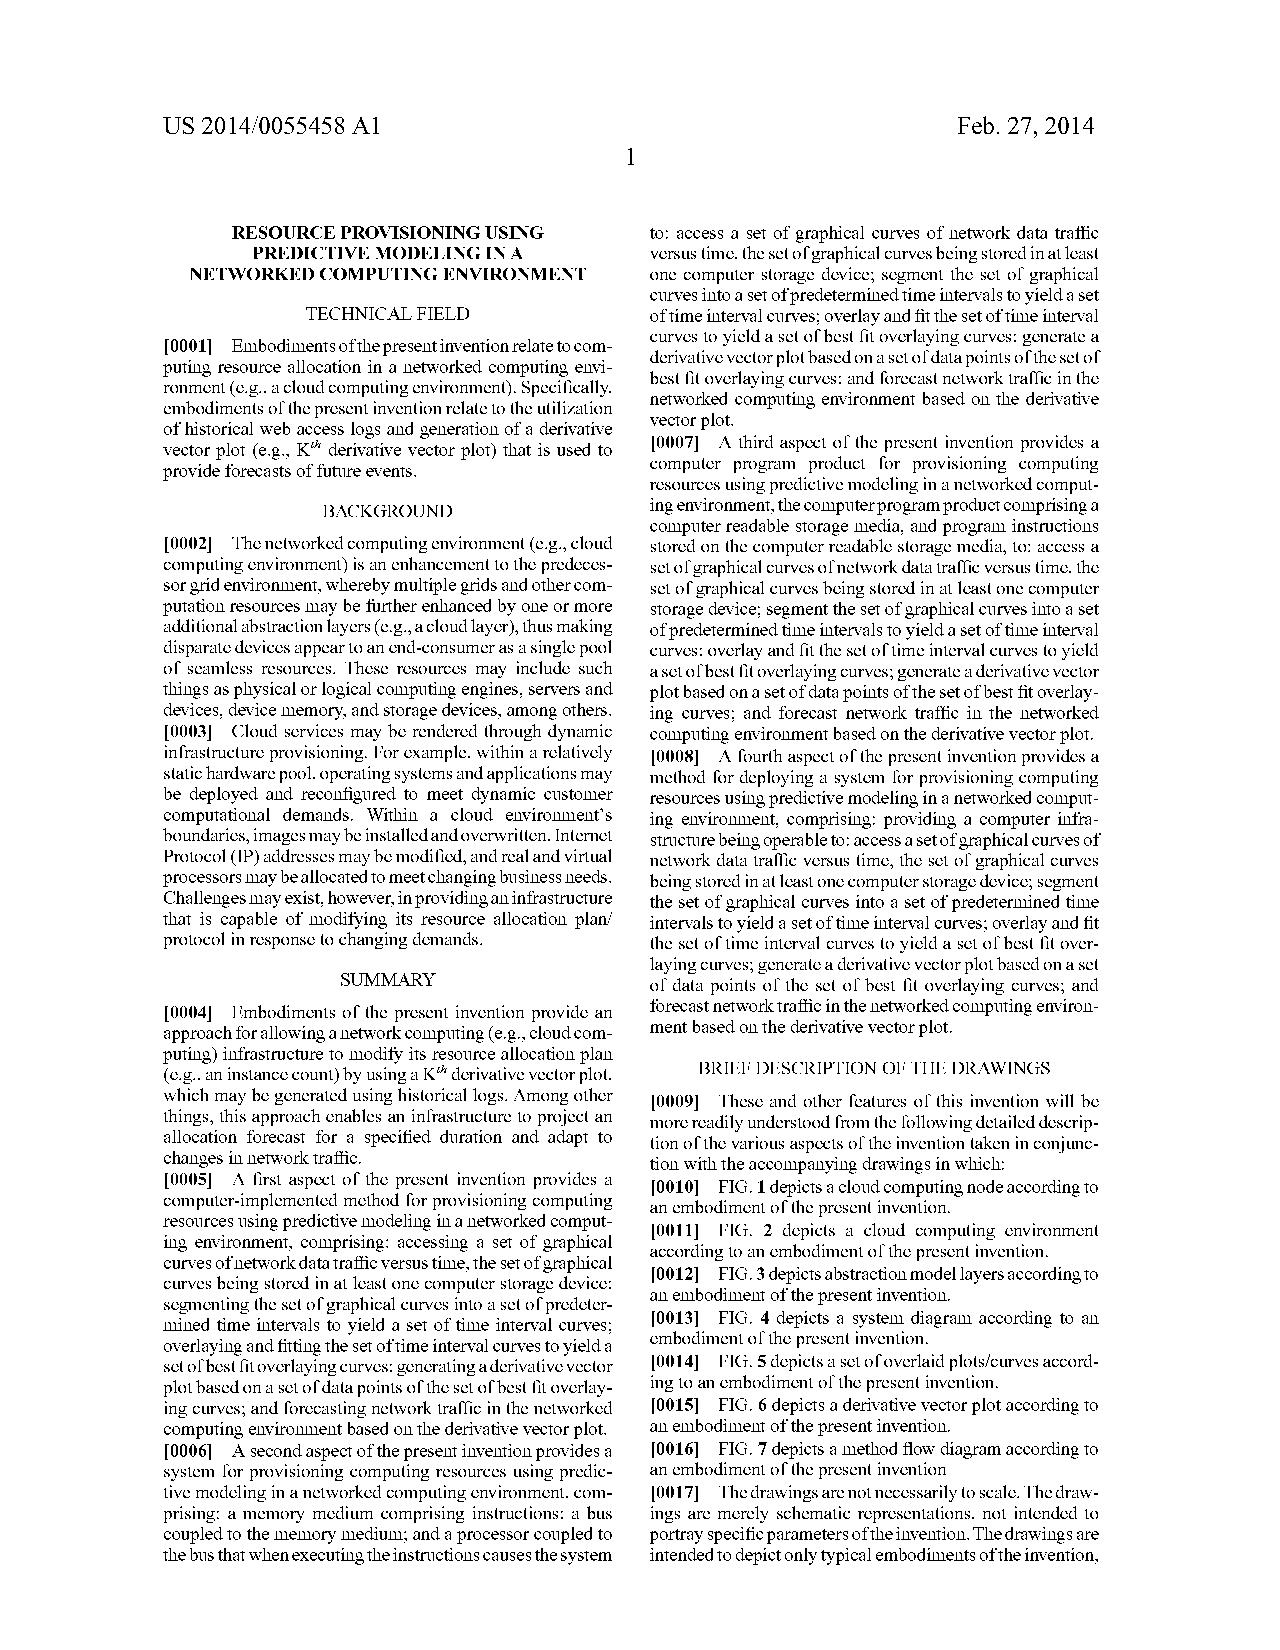 US 2014/0055458 A1
Feb. 27, 2014
1
RESOURCE PROVISIONING USING
PREDICTIVE MODELING IN A
NETWORKED COMPUTING ENVIRONMENT
TECHNICAL FIELD
[0001] Embodiments of the present invention relate to com-
puting resource allocation in a networked computing envi-
ronment (e.g.. a cloud computing environment). Specifically.
embodiments of the present invention relate to the utilization
of historical web access logs and generation of a derivative
vector plot (e.g., Kth derivative vector plot) that is used to
provide forecasts of future events.
BACKGROUND
[0002] The networked computing environment (e.g., cloud
computing environment) is an enhancement to the predeces-
sor grid environment, whereby multiple grids and other com-
putation resources may be further enhanced by one or more
additional abstraction layers (e.g., a cloud layer), thus making
disparate devices appear to an end-consumer as a single pool
of seamless resources. These resources may include such
things as physical or logical computing engines, servers and
devices, device memory, and storage devices, among others.
[0003] Cloud services may be rendered through dynamic
infrastructure provisioning. For example. within a relatively
static hardware pool. operating systems and applications may
be deployed and reconfigured to meet dynamic customer
computational demands. Within a cloud environment's
boundaries, images may be installed and overwritten. Internet
Protocol (IP) addresses may be modified, and real and virtual
processors may be allocated to meet changing business needs.
Challenges may exist, however, in providing an infrastructure
that is capable of modifying its resource allocation plan/
protocol in response to changing demands.
SUMMARY
[0004] Embodiments of the present invention provide an
approach for allowing a network computing (e.g., cloud com-
puting) infrastructure to modify its resource allocation plan
(e.g.. an instance count) by using a Kth derivative vector plot.
which may be generated using historical logs. Among other
things, this approach enables an infrastructure to project an
allocation forecast for a specified duration and adapt to
changes in network traffic.
[0005] A first aspect of the present invention provides a
computer-implemented method for provisioning computing
resources using predictive modeling in a networked comput-
ing environment, comprising: accessing a set of graphical
curves of network data traffic versus time, the set of graphical
curves being stored in at least one computer storage device:
segmenting the set of graphical curves into a set of predeter-
mined time intervals to yield a set of time interval curves;
overlaying and fitting the set of time interval curves to yield a
set of best fit overlaying curves: generating a derivative vector
plot based on a set of data points of the set of best fit overlay-
ing curves; and forecasting network traffic in the networked
computing environment based on the derivative vector plot.
[0006] A second aspect of the present invention provides a
system for provisioning computing resources using predic-
tive modeling in a networked computing environment. com-
prising: a memory medium comprising instructions: a bus
coupled to the memory medium; and a processor coupled to
the bus that when executing the instructions causes the system
to: access a set of graphical curves of network data traffic
versus time. the set of graphical curves being stored in at least
one computer storage device; segment the set of graphical
curves into a set of predetermined time intervals to yield a set
of time interval curves; overlay and fit the set of time interval
curves to yield a set of best fit overlaying curves: generate a
derivative vector plot based on a set of data points of the set of
best fit overlaying curves: and forecast network traffic in the
networked computing environment based on the derivative
vector plot.
[0007] A third aspect of the present invention provides a
computer program product for provisioning computing
resources using predictive modeling in a networked comput-
ing environment, the computer program product comprising a
computer readable storage media, and program instructions
stored on the computer readable storage media, to: access a
set of graphical curves of network data traffic versus time. the
set of graphical curves being stored in at least one computer
storage device; segment the set of graphical curves into a set
of predetermined time intervals to yield a set of time interval
curves: overlay and fit the set of time interval curves to yield
a set of best fit overlaying curves; generate a derivative vector
plot based on a set of data points of the set of best fit overlay-
ing curves; and forecast network traffic in the networked
computing environment based on the derivative vector plot.
[0008] A fourth aspect of the present invention provides a
method for deploying a system for provisioning computing
resources using predictive modeling in a networked comput-
ing environment, comprising: providing a computer infra-
structure being operable to: access a set of graphical curves of
network data traffic versus time, the set of graphical curves
being stored in at least one computer storage device; segment
the set of graphical curves into a set of predetermined time
intervals to yield a set of time interval curves; overlay and fit
the set of time interval curves to yield a set of best fit over-
laying curves; generate a derivative vector plot based on a set
of data points of the set of best fit overlaying curves; and
forecast network traffic in the networked computing environ-
ment based on the derivative vector plot.
BRIEF DESCRIPTION OF THE DRAWINGS
[0009] These and other features of this invention will be
more readily understood from the following detailed descrip-
tion of the various aspects of the invention taken in conjunc-
tion with the accompanying drawings in which:
[0010] FIG. 1 depicts a cloud computing node according to
an embodiment of the present invention.
[0011] FIG. 2 depicts a cloud computing environment
according to an embodiment of the present invention.
[0012] FIG. 3 depicts abstraction model layers according to
an embodiment of the present invention.
[0013] FIG. 4 depicts a system diagram according to an
embodiment of the present invention.
[0014] FIG. 5 depicts a set of overlaid plots/curves accord-
ing to an embodiment of the present invention.
[0015] FIG. 6 depicts a derivative vector plot according to
an embodiment of the present invention.
[0016] FIG. 7 depicts a method flow diagram according to
an embodiment of the present invention
[0017] The drawings are not necessarily to scale. The draw-
ings are merely schematic representations. not intended to
portray specific parameters of the invention. The drawings are
intended to depict only typical embodiments of the invention,